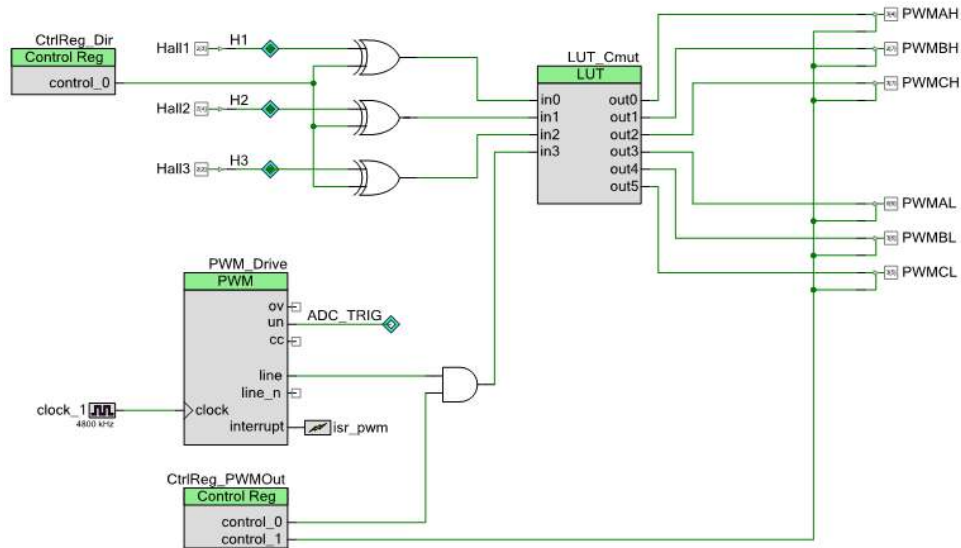 CtrlReg_Dir
Control Reg
control_0
Hall1
H1
Hall2
H2
Hall3
H3
LUT_Cmut
LUT
in0
in1
in2
in3
out0
out1
out2
out3
out4
out5
PWMAH
PWMBH
PWMCH
PWMAL
PWMBL
PWMCL
PWM_Drive
PWM
ov
un
cc
line
line_n
clock
interrupt
ADC_TRIG
clock_1
4800 kHz
isr_pwm
CtrlReg_PWMOut
Control Reg
control_0
control_1